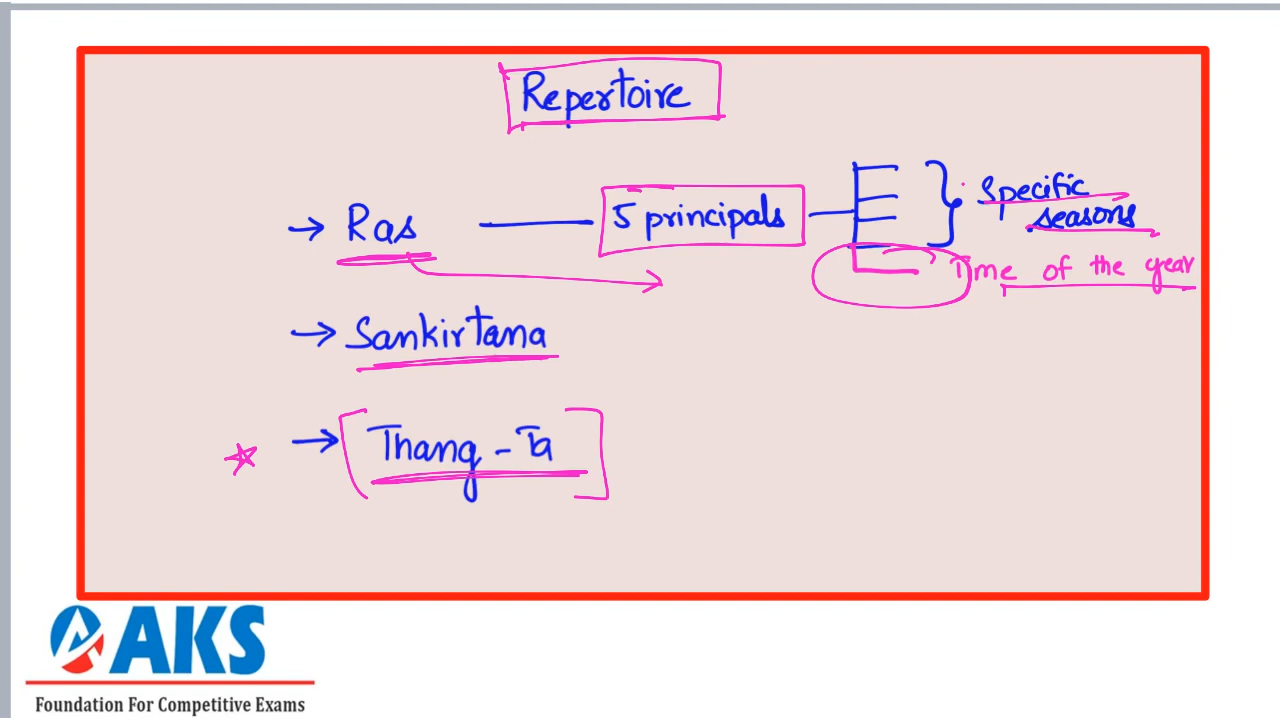 Repertoire
→ Ras — 5 principals — Specific
seasons
Time of the year
→ Sankirtana
→ Thang-Ta
AKS
Foundation For Competitive Exams